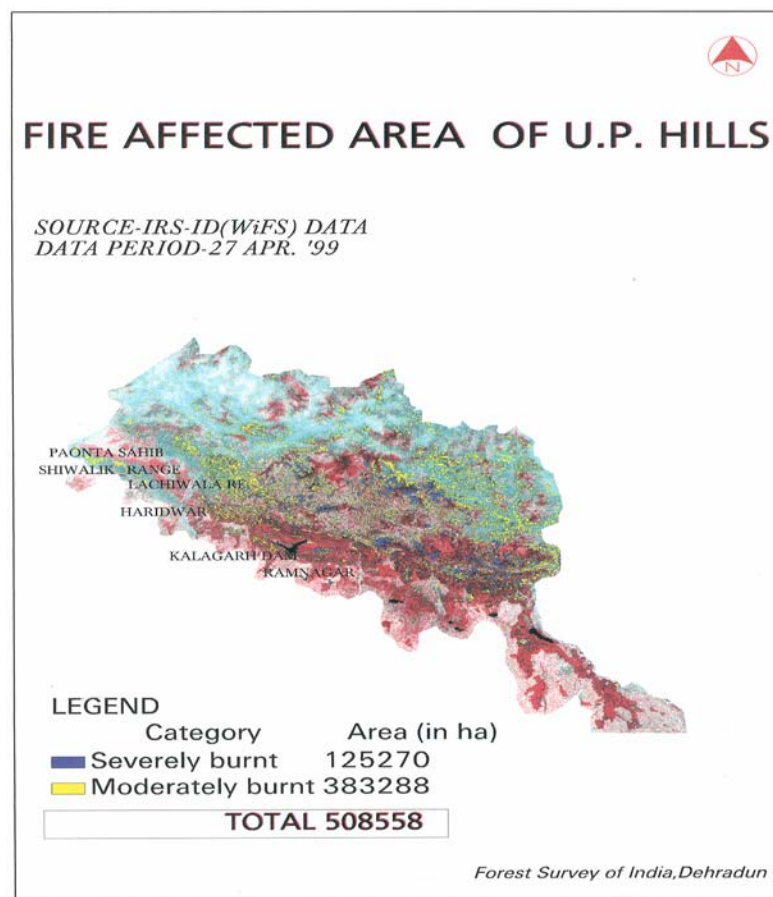 N
FIRE AFFECTED AREA OF U.P. HILLS
SOURCE-IRS-ID(WiFS) DATA
DATA PERIOD-27 APR. '99
PAONTA SAHIB
SHIWALIK RANGE
LACHIWALA RE
HARIDWAR
KALAGARH DAM
RAMNAGAR
LEGEND
Category Area (in ha)
Severely burnt 125270
Moderately burnt 383288
TOTAL 508558
Forest Survey of India,Dehradun